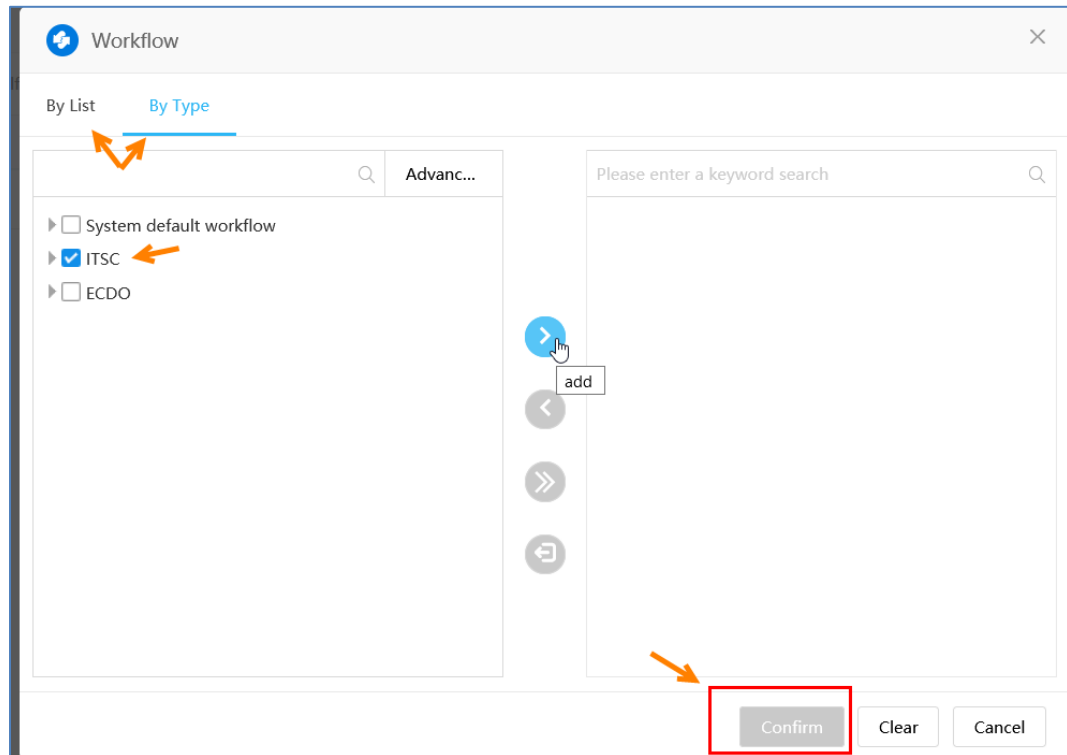 Workflow
By List By Type
Advanc... Please enter a keyword search
System default workflow
ITSC
ECDO
add
Confirm Clear Cancel